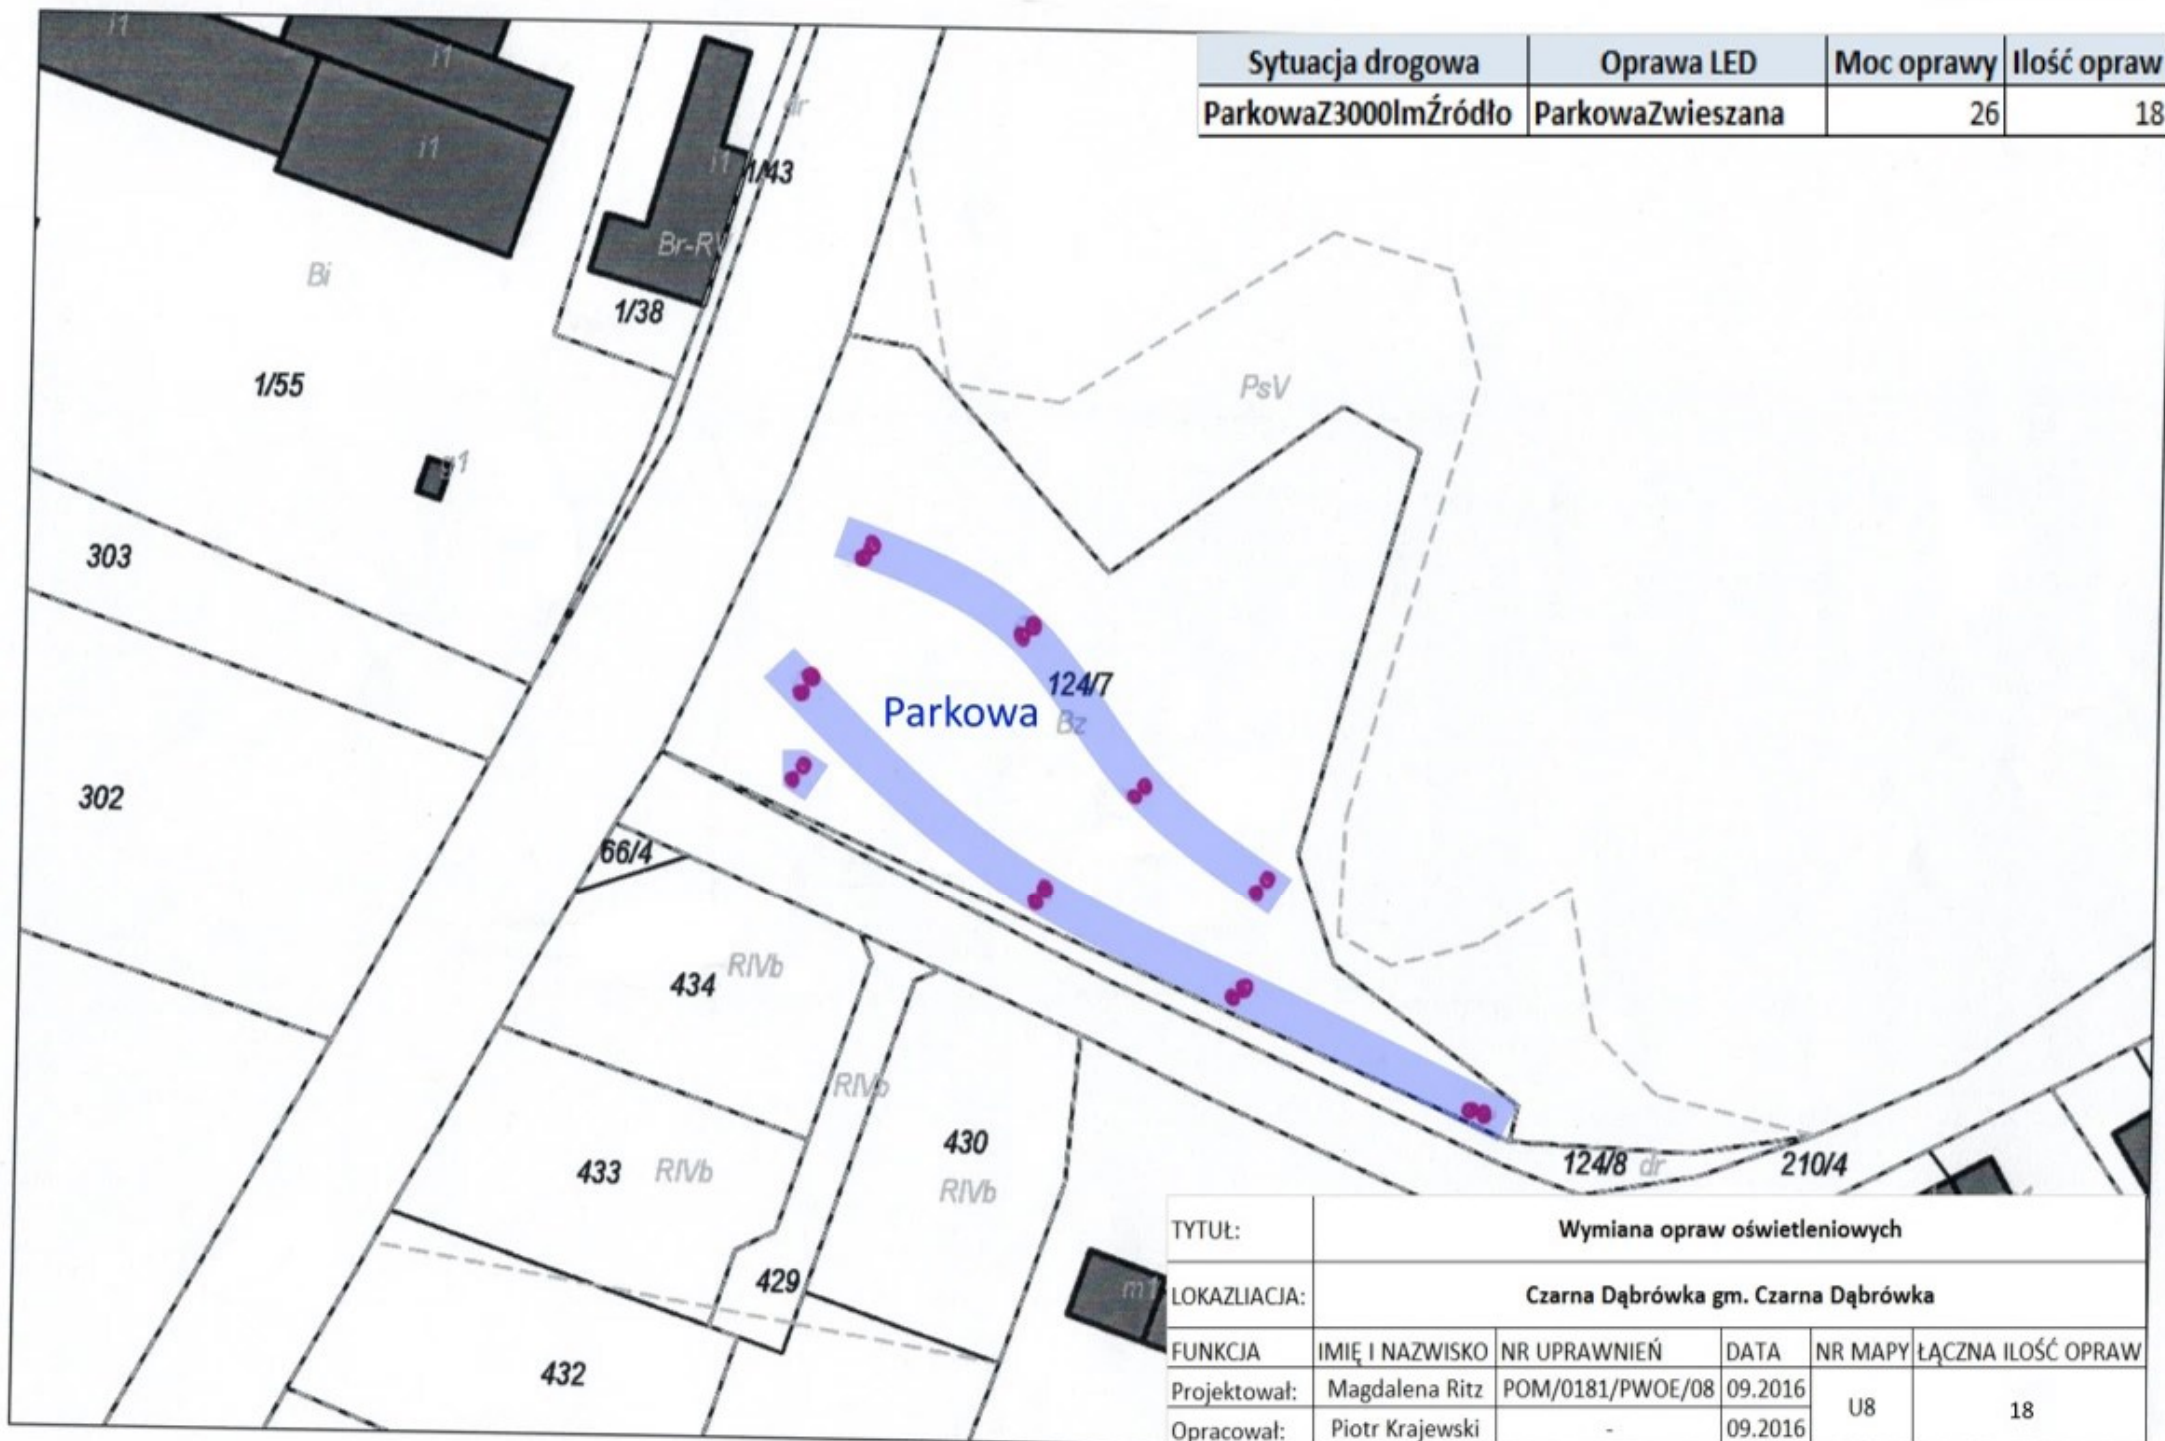 Sytuacja drogowa Oprawa LED Moc oprawy Ilość opraw
ParkowaZ3000lmŹródło ParkowaZwieszana 26 18
i1
i1
i1
dr
i1
1/43
Br-RV
Bi
1/38
1/55
PsV
g1
303
124/7
Parkowa
Bz
302
66/4
434 RIVb
RIVb
430
433 RIVb
RIVb
124/8 dr
210/4
429
m1
432
TYTUŁ: Wymiana opraw oświetleniowych
LOKAZLIACJA: Czarna Dąbrówka gm. Czarna Dąbrówka
FUNKCJA IMIĘ I NAZWISKO NR UPRAWNIEŃ DATA NR MAPY ŁĄCZNA ILOŚĆ OPRAW
Projektował: Magdalena Ritz POM/0181/PWOE/08 09.2016 U8 18
Opracował: Piotr Krajewski - 09.2016